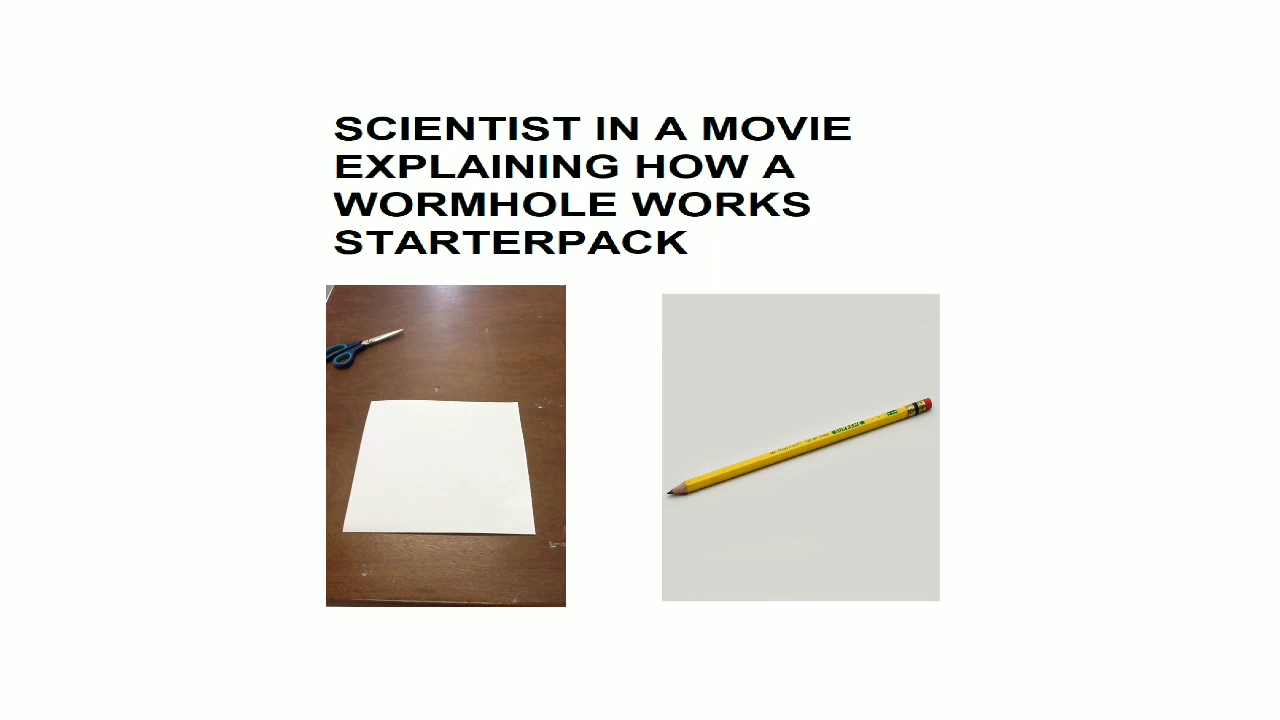 SCIENTIST IN A MOVIE
EXPLAINING HOW A
WORMHOLE WORKS
STARTERPACK